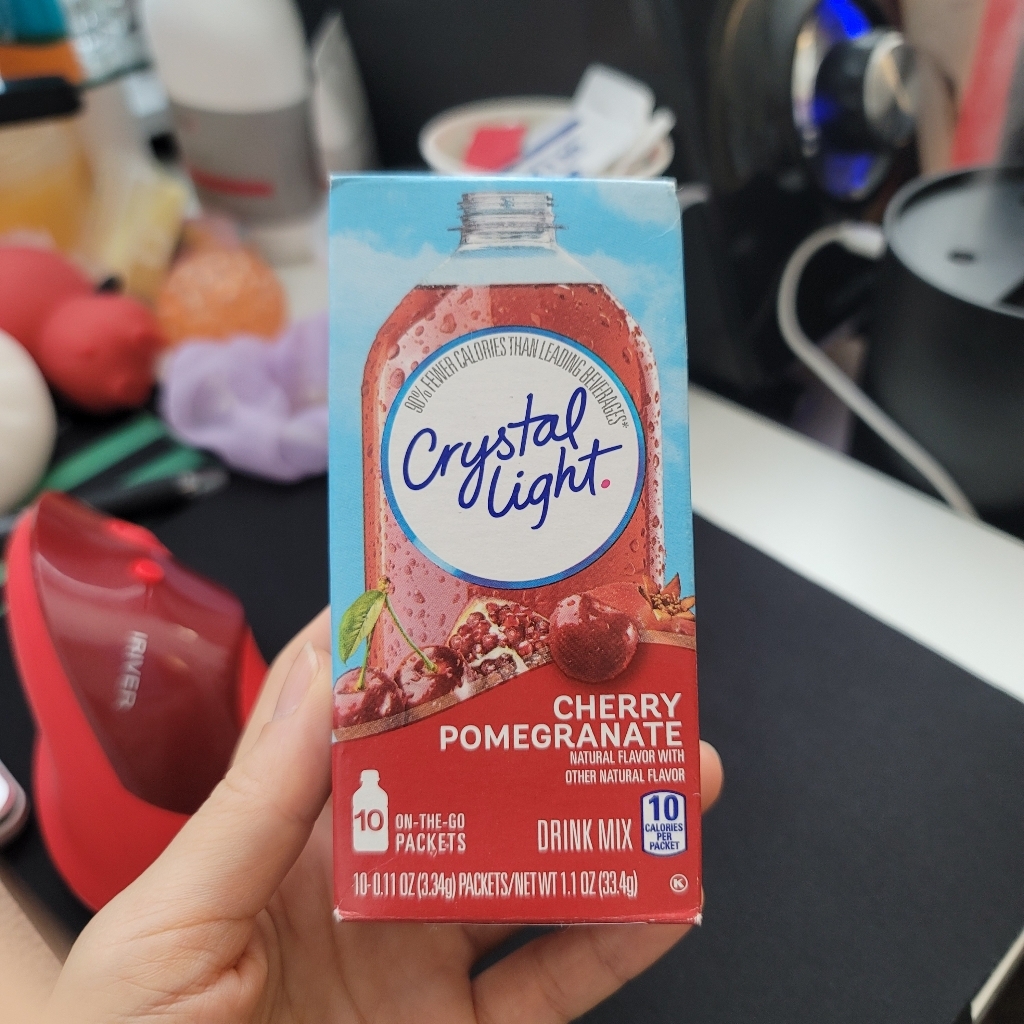 90% FEWER CALORIES THAN LEADING BEVERAGES*
Crystal
Light.
CHERRY
POMEGRANATE
NATURAL FLAVOR WITH
OTHER NATURAL FLAVOR
10
ON-THE-GO
PACKETS
DRINK MIX
10
CALORIES
PER
PACKET
10-0.11 OZ (3.34g) PACKETS/NET WT 1.1 OZ (33.4g)
K
IRIVER